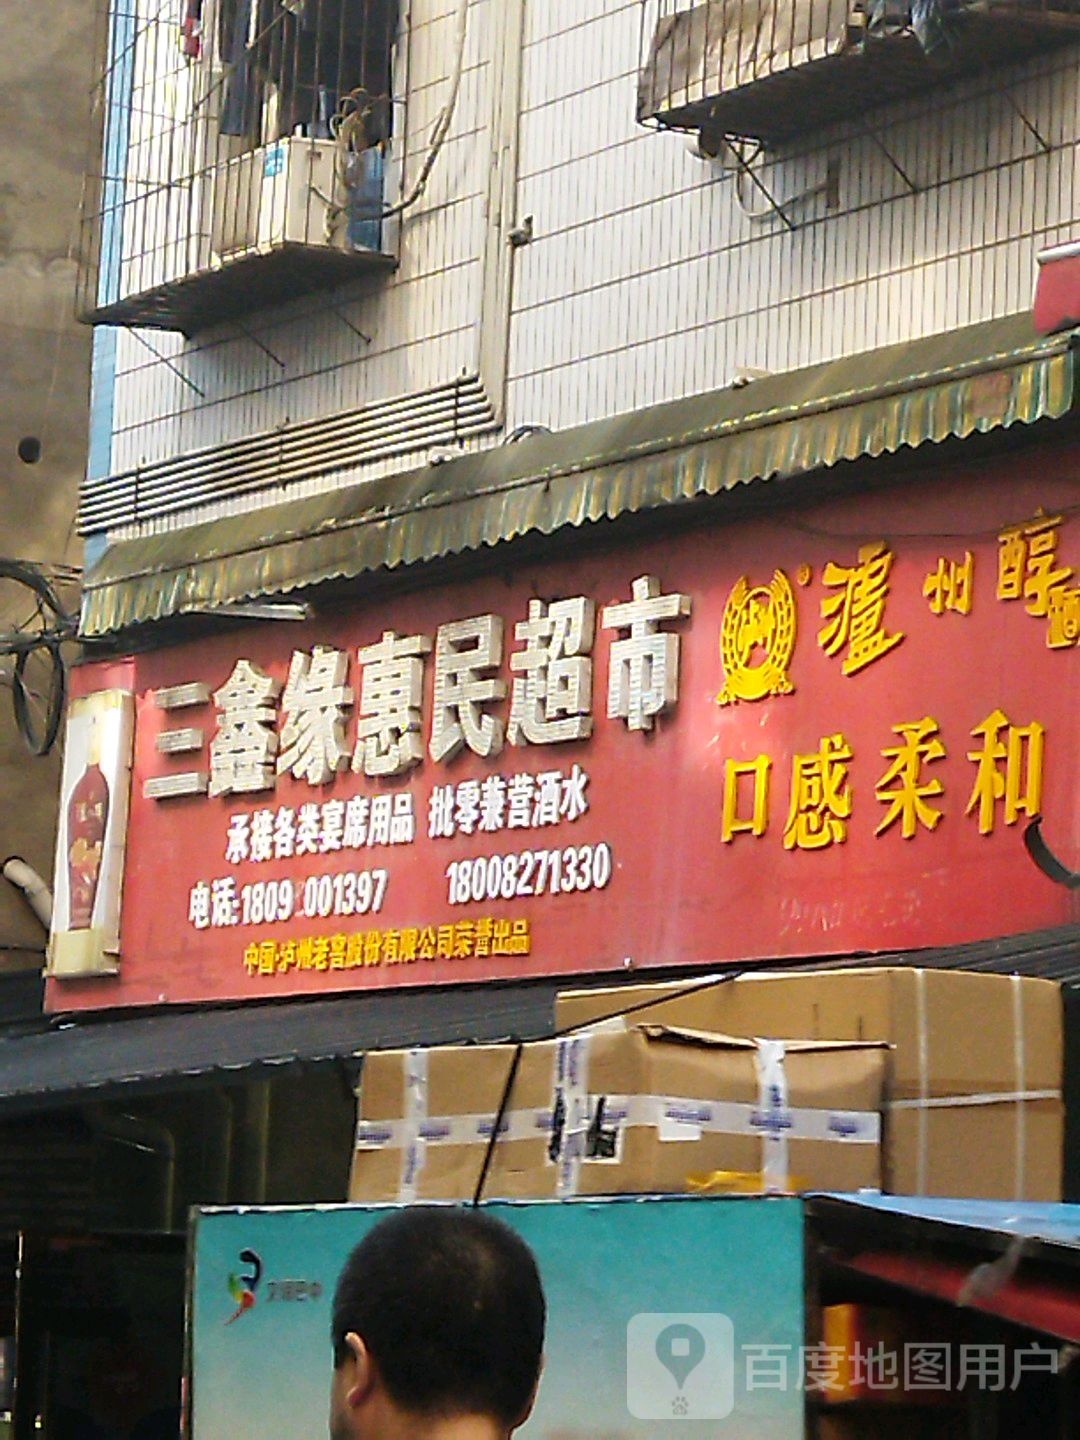 三鑫缘惠民超市
承接各类宴席用品 批零兼营酒水
电话:1809 001397 18008271330
中国·泸州老窖股份有限公司荣誉出品
泸州醇
口感柔和
百度地图用户